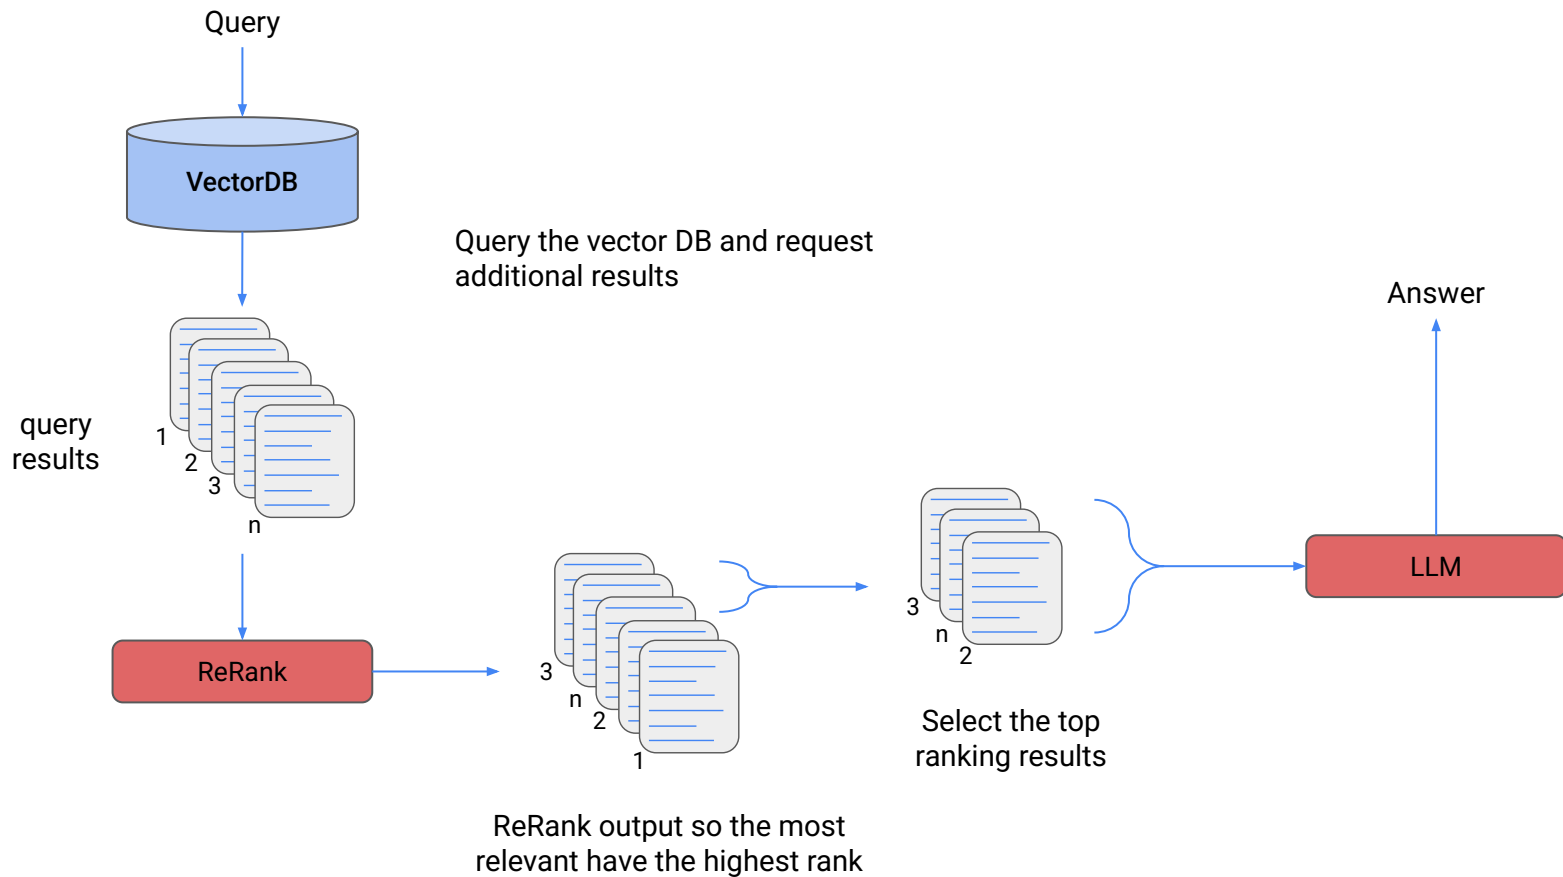 Query
VectorDB
Query the vector DB and request
additional results
query
results
1
2
3
n
ReRank
3
n
2
1
ReRank output so the most
relevant have the highest rank
3
n
2
Select the top
ranking results
LLM
Answer